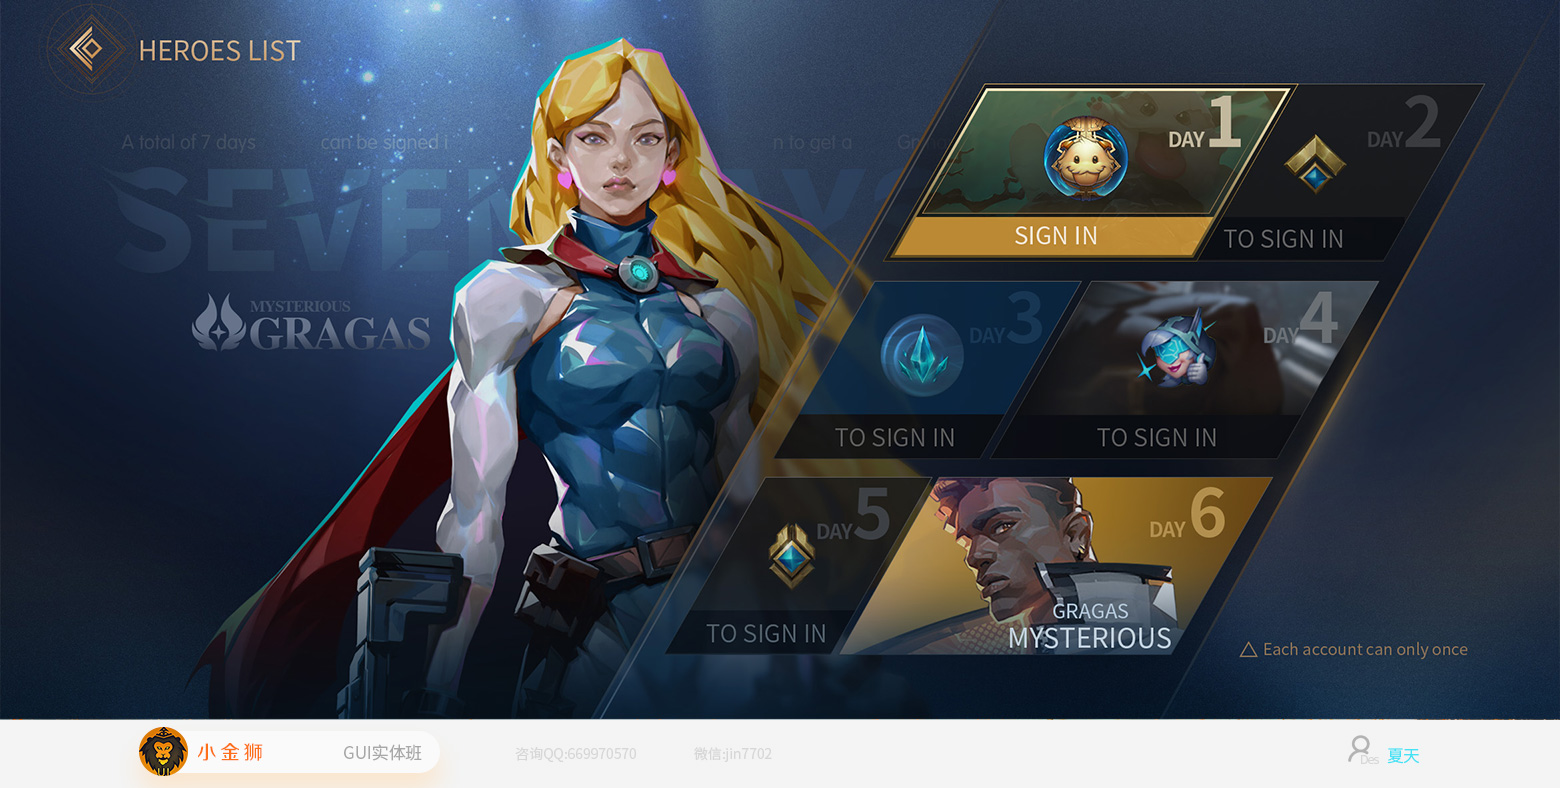 HEROES LIST
A total of 7 days can be signed i n to get a
SEVEN
MYSTERIOUS
GRAGAS
DAY 1
SIGN IN
DAY 2
TO SIGN IN
DAY 3
TO SIGN IN
DAY 4
TO SIGN IN
DAY 5
TO SIGN IN
DAY 6
GRAGAS
MYSTERIOUS
Each account can only once
小金狮
GUI实体班
咨询QQ:669970570
微信:jin7702
Des
夏天